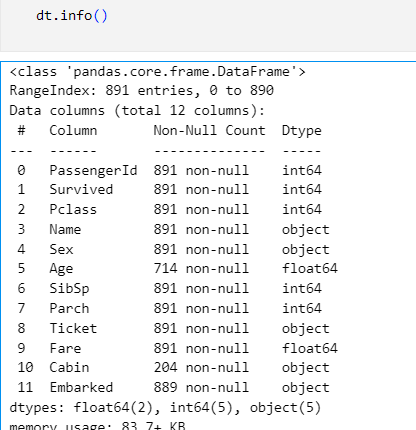 dt.info()
<class 'pandas.core.frame.DataFrame'>
RangeIndex: 891 entries, 0 to 890
Data columns (total 12 columns):
 #   Column       Non-Null Count  Dtype
---  ------       --------------  -----
 0   PassengerId  891 non-null    int64
 1   Survived     891 non-null    int64
 2   Pclass       891 non-null    int64
 3   Name         891 non-null    object
 4   Sex          891 non-null    object
 5   Age          714 non-null    float64
 6   SibSp        891 non-null    int64
 7   Parch        891 non-null    int64
 8   Ticket       891 non-null    object
 9   Fare         891 non-null    float64
 10  Cabin        204 non-null    object
 11  Embarked     889 non-null    object
dtypes: float64(2), int64(5), object(5)
memory usage: 83.7+ KB